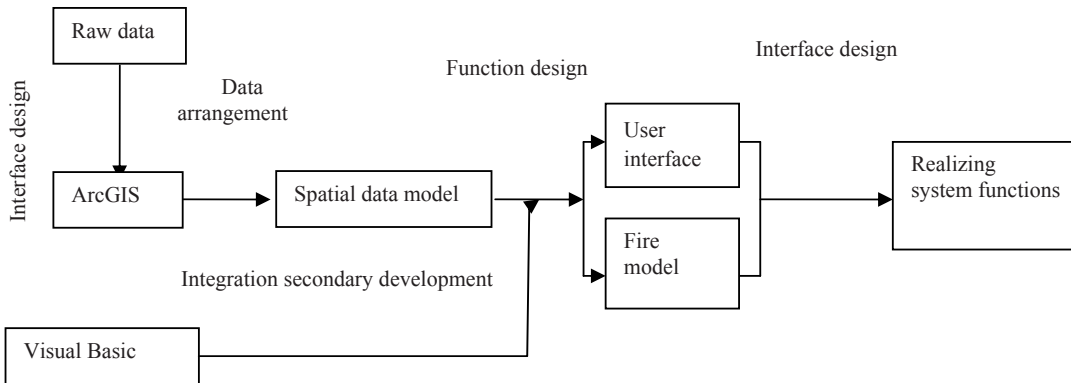 Raw data
Interface design
Data
arrangement
Function design
Interface design
ArcGIS
Spatial data model
User
interface
Fire
model
Realizing
system functions
Integration secondary development
Visual Basic